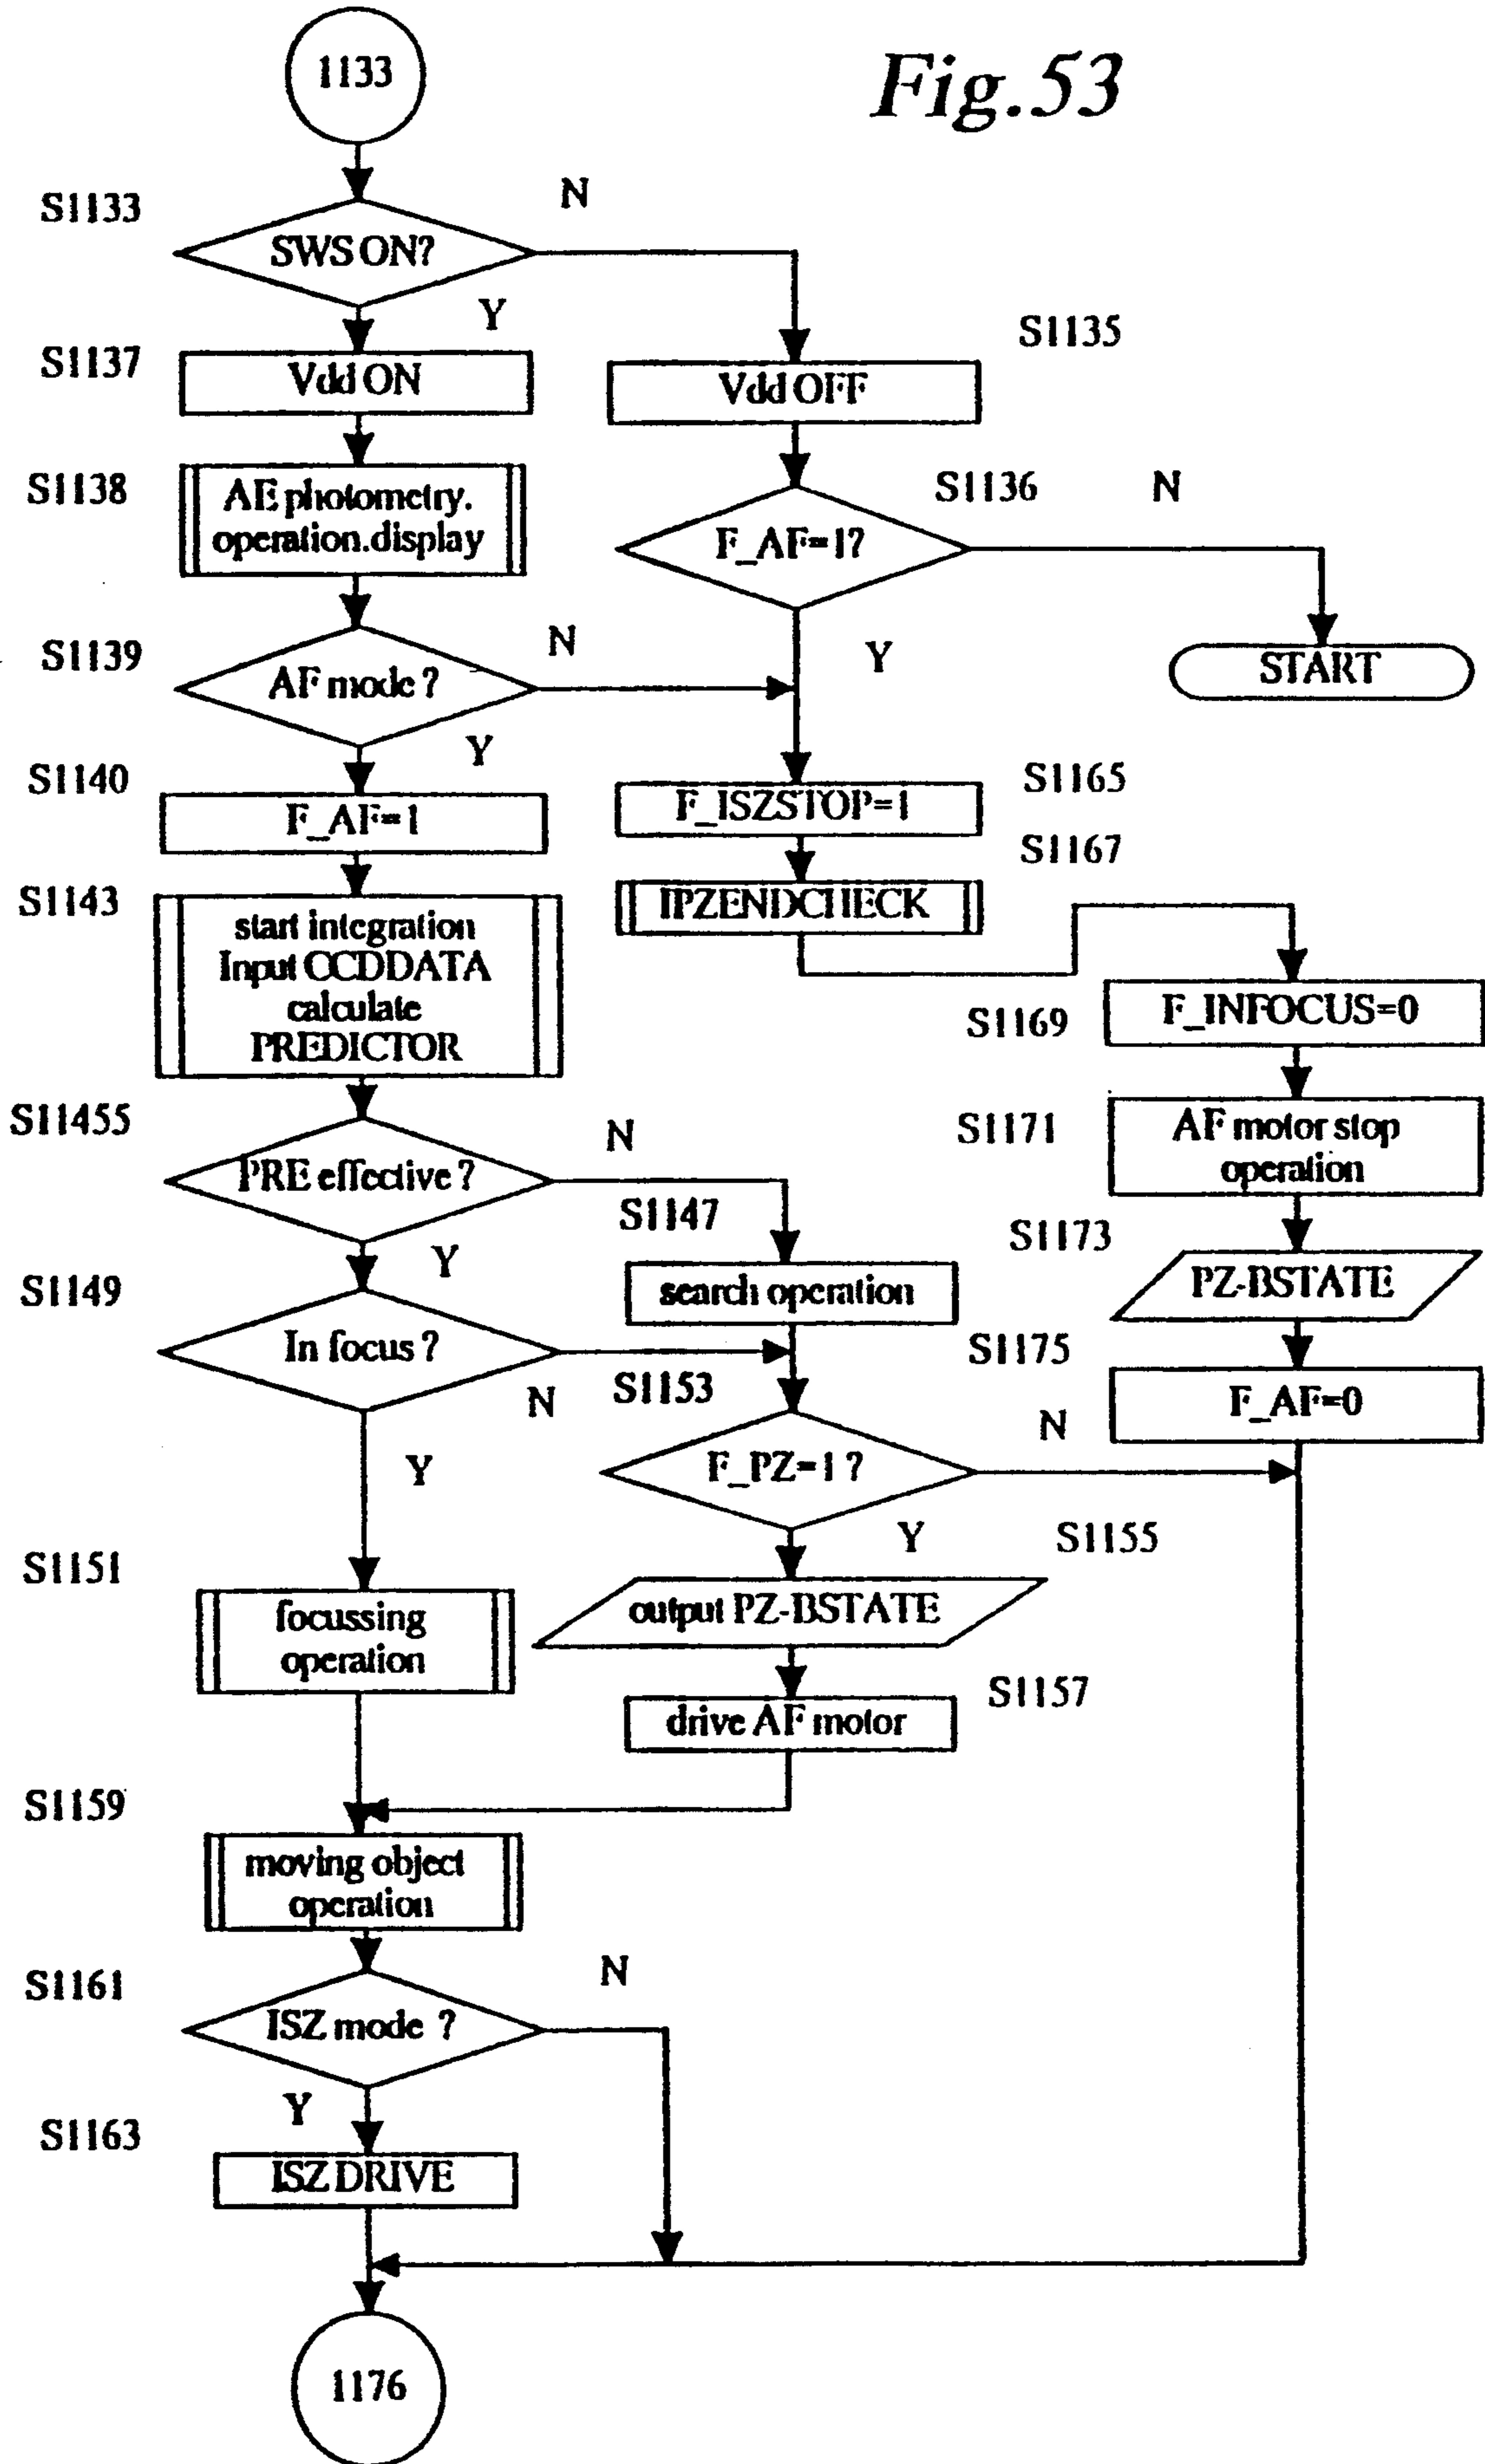 Fig.53
1133
S1133
SWS ON?
N
Y
S1137
Vdd ON
S1135
Vdd OFF
S1138
AE photometry.
operation.display
S1136
F_AF=1?
N
Y
START
S1139
AF mode ?
N
Y
S1140
F_AF=1
S1165
F_ISZSTOP=1
S1167
IPZENDCHECK
S1143
start integration
Input CCDDATA
calculate
PREDICTOR
S1169
F_INFOCUS=0
S1171
AF motor stop
operation
S1173
PZ-BSTATE
S1175
F_AF=0
S11455
PRE effective ?
N
Y
S1147
search operation
S1149
In focus ?
N
Y
S1153
F_PZ=1 ?
N
Y
S1151
focussing
operation
S1155
output PZ-BSTATE
S1157
drive AF motor
S1159
moving object
operation
S1161
ISZ mode ?
N
Y
S1163
ISZ DRIVE
1176